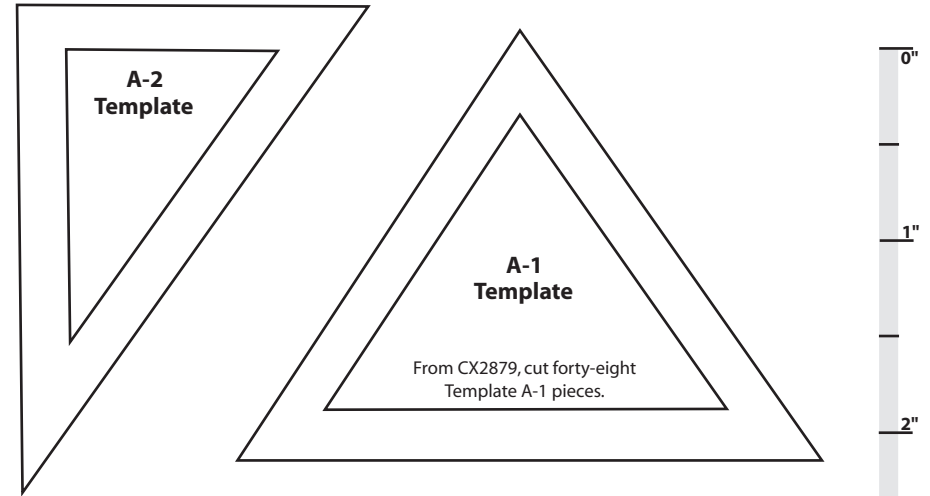 A-2
Template
A-1
Template
From CX2879, cut forty-eight
Template A-1 pieces.
0"
1"
2"